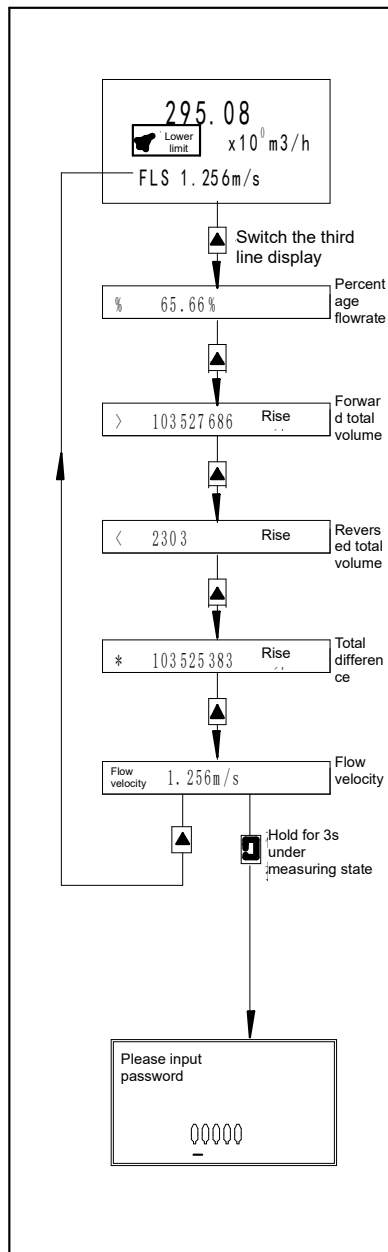 295.08
Lower
limit
x10⁰m3/h
FLS 1.256m/s
Switch the third
line display
% 65.66%
Percent
age
flowrate
> 103527686 Rise
Forwar
d total
volume
< 2303 Rise
Revers
ed total
volume
* 103525383 Rise
Total
differen
ce
Flow
velocity
1.256m/s
Flow
velocity
Hold for 3s
under
measuring state
Please input
password
00000